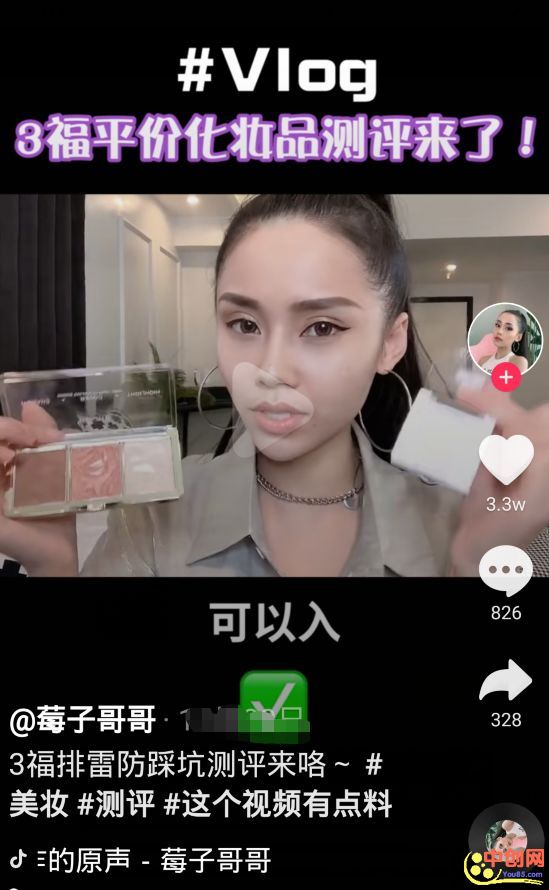 #Vlog
3福平价化妆品测评来了！
HIGHLIGHT
3.3w
826
可以入
328
@莓子哥哥 ·
3福排雷防踩坑测评来咯～ #
美妆 #测评 #这个视频有点料
的原声 - 莓子哥哥
中创网
You85.com